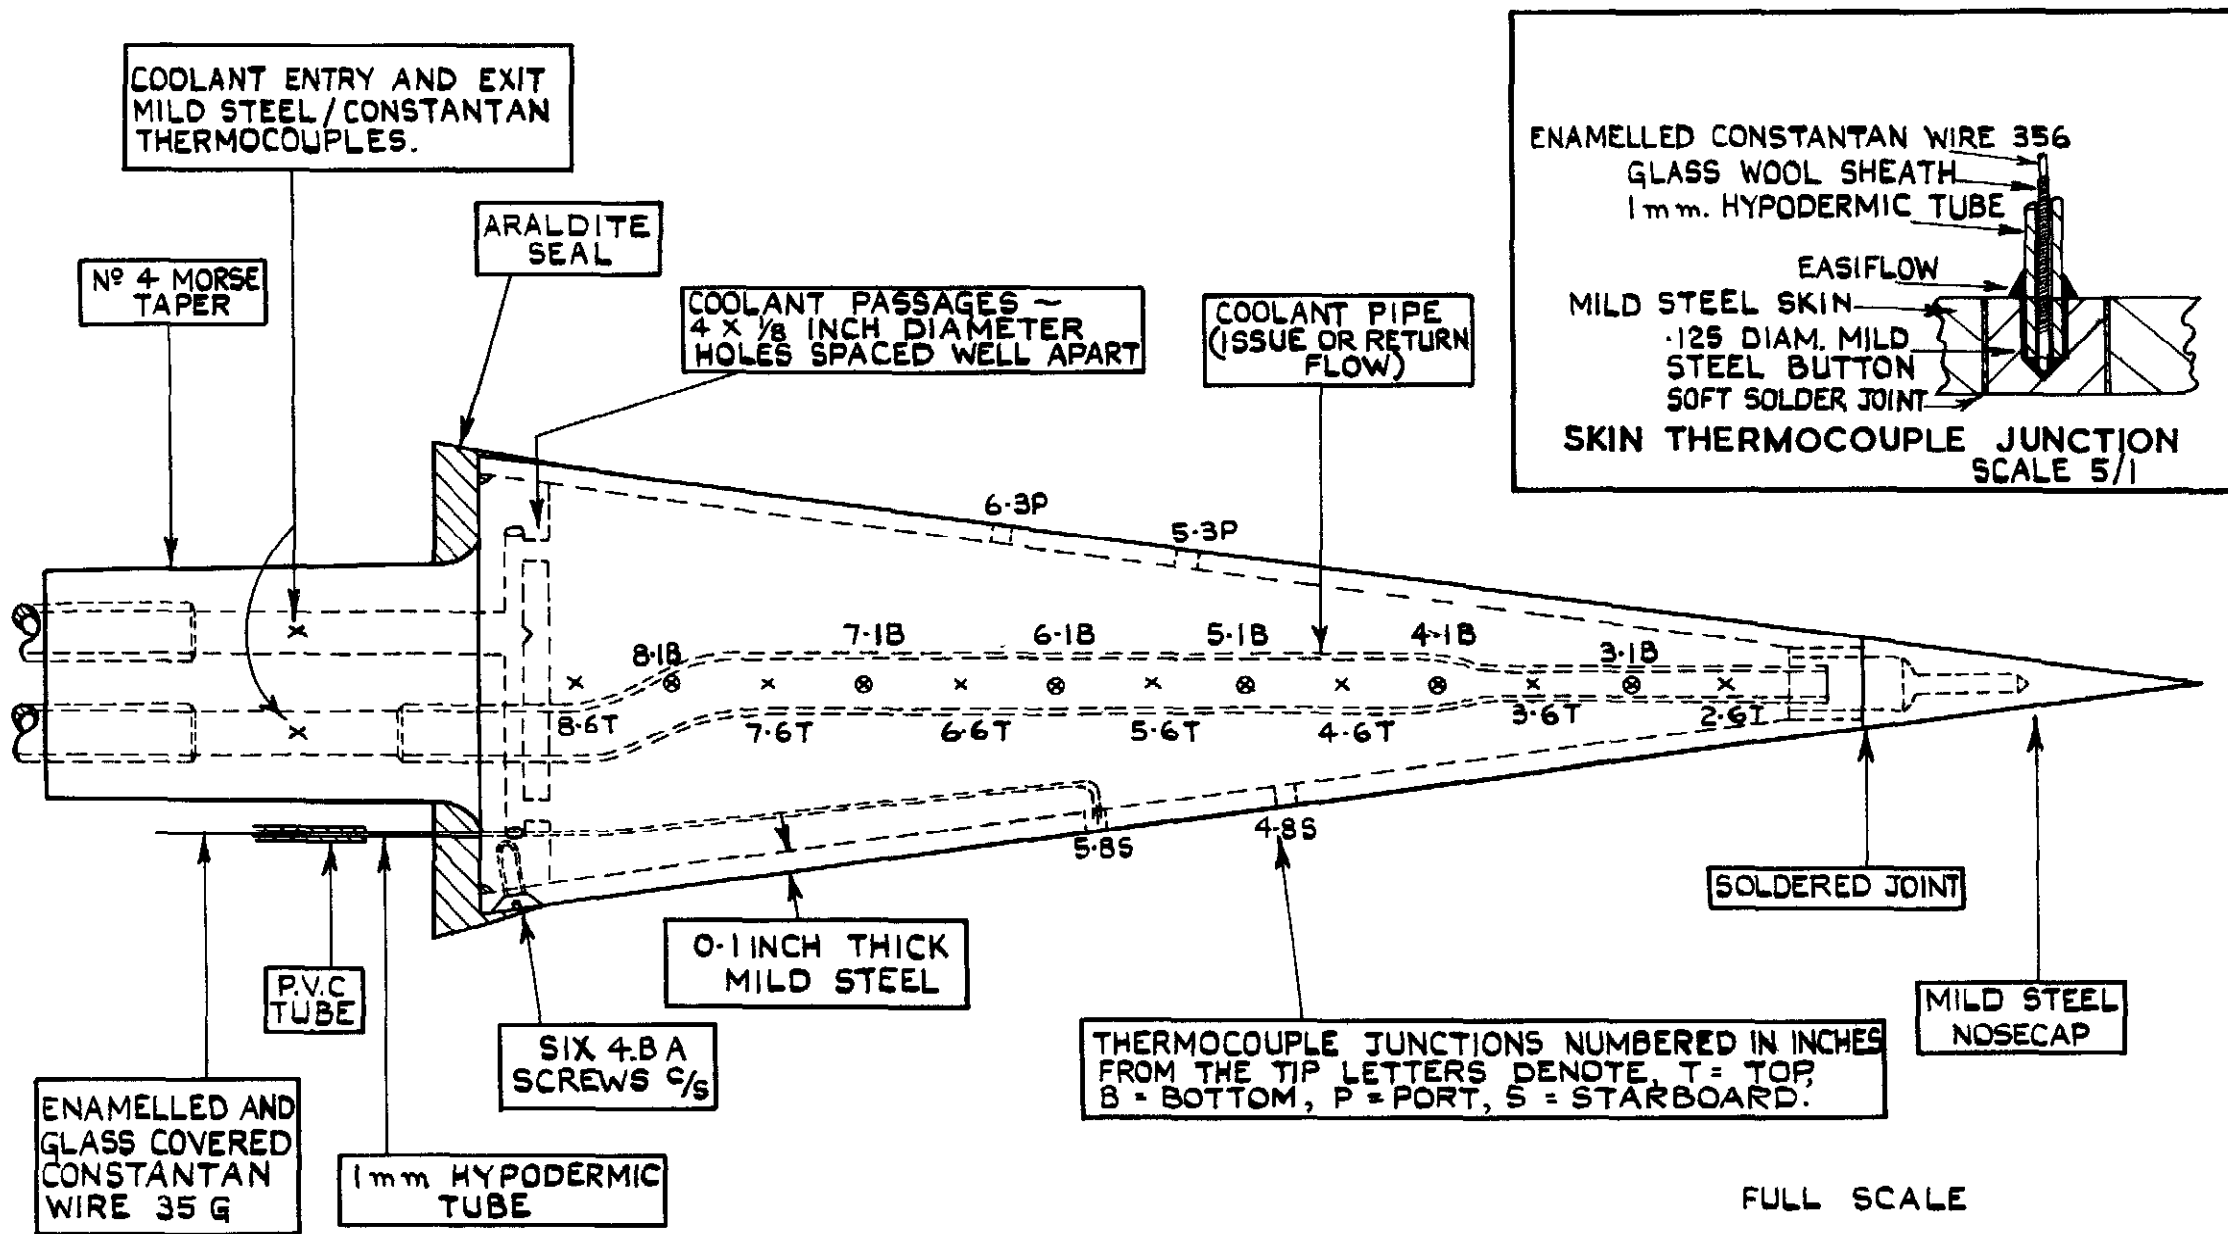 COOLANT ENTRY AND EXIT
MILD STEEL/CONSTANTAN
THERMOCOUPLES.
ARALDITE
SEAL
Nº 4 MORSE
TAPER
COOLANT PASSAGES ~
4 X 1/8 INCH DIAMETER
HOLES SPACED WELL APART
COOLANT PIPE
(ISSUE OR RETURN
FLOW)
ENAMELLED CONSTANTAN WIRE 356
GLASS WOOL SHEATH
1mm. HYPODERMIC TUBE
EASIFLOW
MILD STEEL SKIN
.125 DIAM. MILD
STEEL BUTTON
SOFT SOLDER JOINT
SKIN THERMOCOUPLE JUNCTION
SCALE 5/1
6.3P
5.3P
8.1B
7.1B
6.1B
5.1B
4.1B
3.1B
8.6T
7.6T
6.6T
5.6T
4.6T
3.6T
2.6T
5.8S
4.8S
SOLDERED JOINT
0.1 INCH THICK
MILD STEEL
P.V.C
TUBE
MILD STEEL
NOSECAP
SIX 4.B A
SCREWS C/S
THERMOCOUPLE JUNCTIONS NUMBERED IN INCHES
FROM THE TIP LETTERS DENOTE, T = TOP,
B = BOTTOM, P = PORT, S = STARBOARD.
ENAMELLED AND
GLASS COVERED
CONSTANTAN
WIRE 35 G
1mm HYPODERMIC
TUBE
FULL SCALE